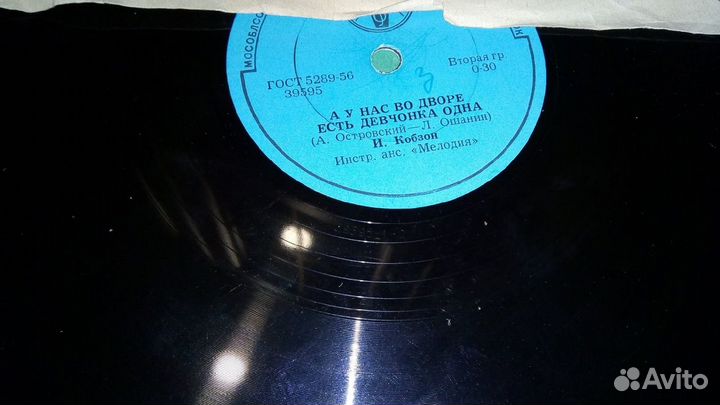 МОСОБЛСО
ГОСТ 5289-56
39595
Вторая гр.
0-30
3
А У НАС ВО ДВОРЕ
ЕСТЬ ДЕВЧОНКА ОДНА
(А. Островский—Л. Ошанин)
И. Кобзон
Инстр. анс. «Мелодия»
Avito